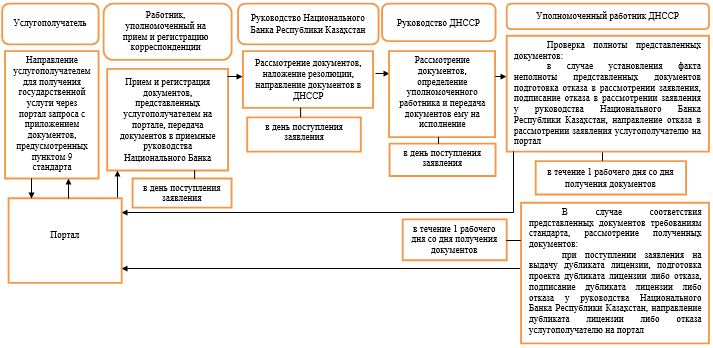 Услугополучатель
Работник,
уполномоченный на
прием и регистрацию
корреспонденции
Руководство Национального
Банка Республики Казахстан
Руководство ДНССР
Уполномоченный работник ДНССР
Направление
услугополучателем
для получения
государственной
услуги через
портал запроса с
приложением
документов,
предусмотренных
пунктом 9
стандарта
Прием и регистрация
документов,
представленных
услугополучателем на
портале, передача
документов в приемные
руководства
Национального Банка
в день поступления
заявления
Рассмотрение документов,
наложение резолюции,
направление документов в
ДНССР
в день поступления
заявления
Рассмотрение
документов,
определение
уполномоченного
работника и передача
документов ему на
исполнение
в день поступления
заявления
Проверка полноты представленных
документов:
в случае установления факта
неполноты представленных документов
подготовка отказа в рассмотрении заявления,
подписание отказа в рассмотрении заявления
у руководства Национального Банка
Республики Казахстан, направление отказа в
рассмотрении заявления услугополучателю на
портал
в течение 1 рабочего дня со дня
получения документов
Портал
в течение 1 рабочего
дня со дня получения
документов
В случае соответствия
представленных документов требованиям
стандарта, рассмотрение полученных
документов:
при поступлении заявления на
выдачу дубликата лицензии, подготовка
проекта дубликата лицензии либо отказа,
подписание дубликата лицензии либо
отказа у руководства Национального
Банка Республики Казахстан, направление
дубликата лицензии либо отказа
услугополучателю на портал